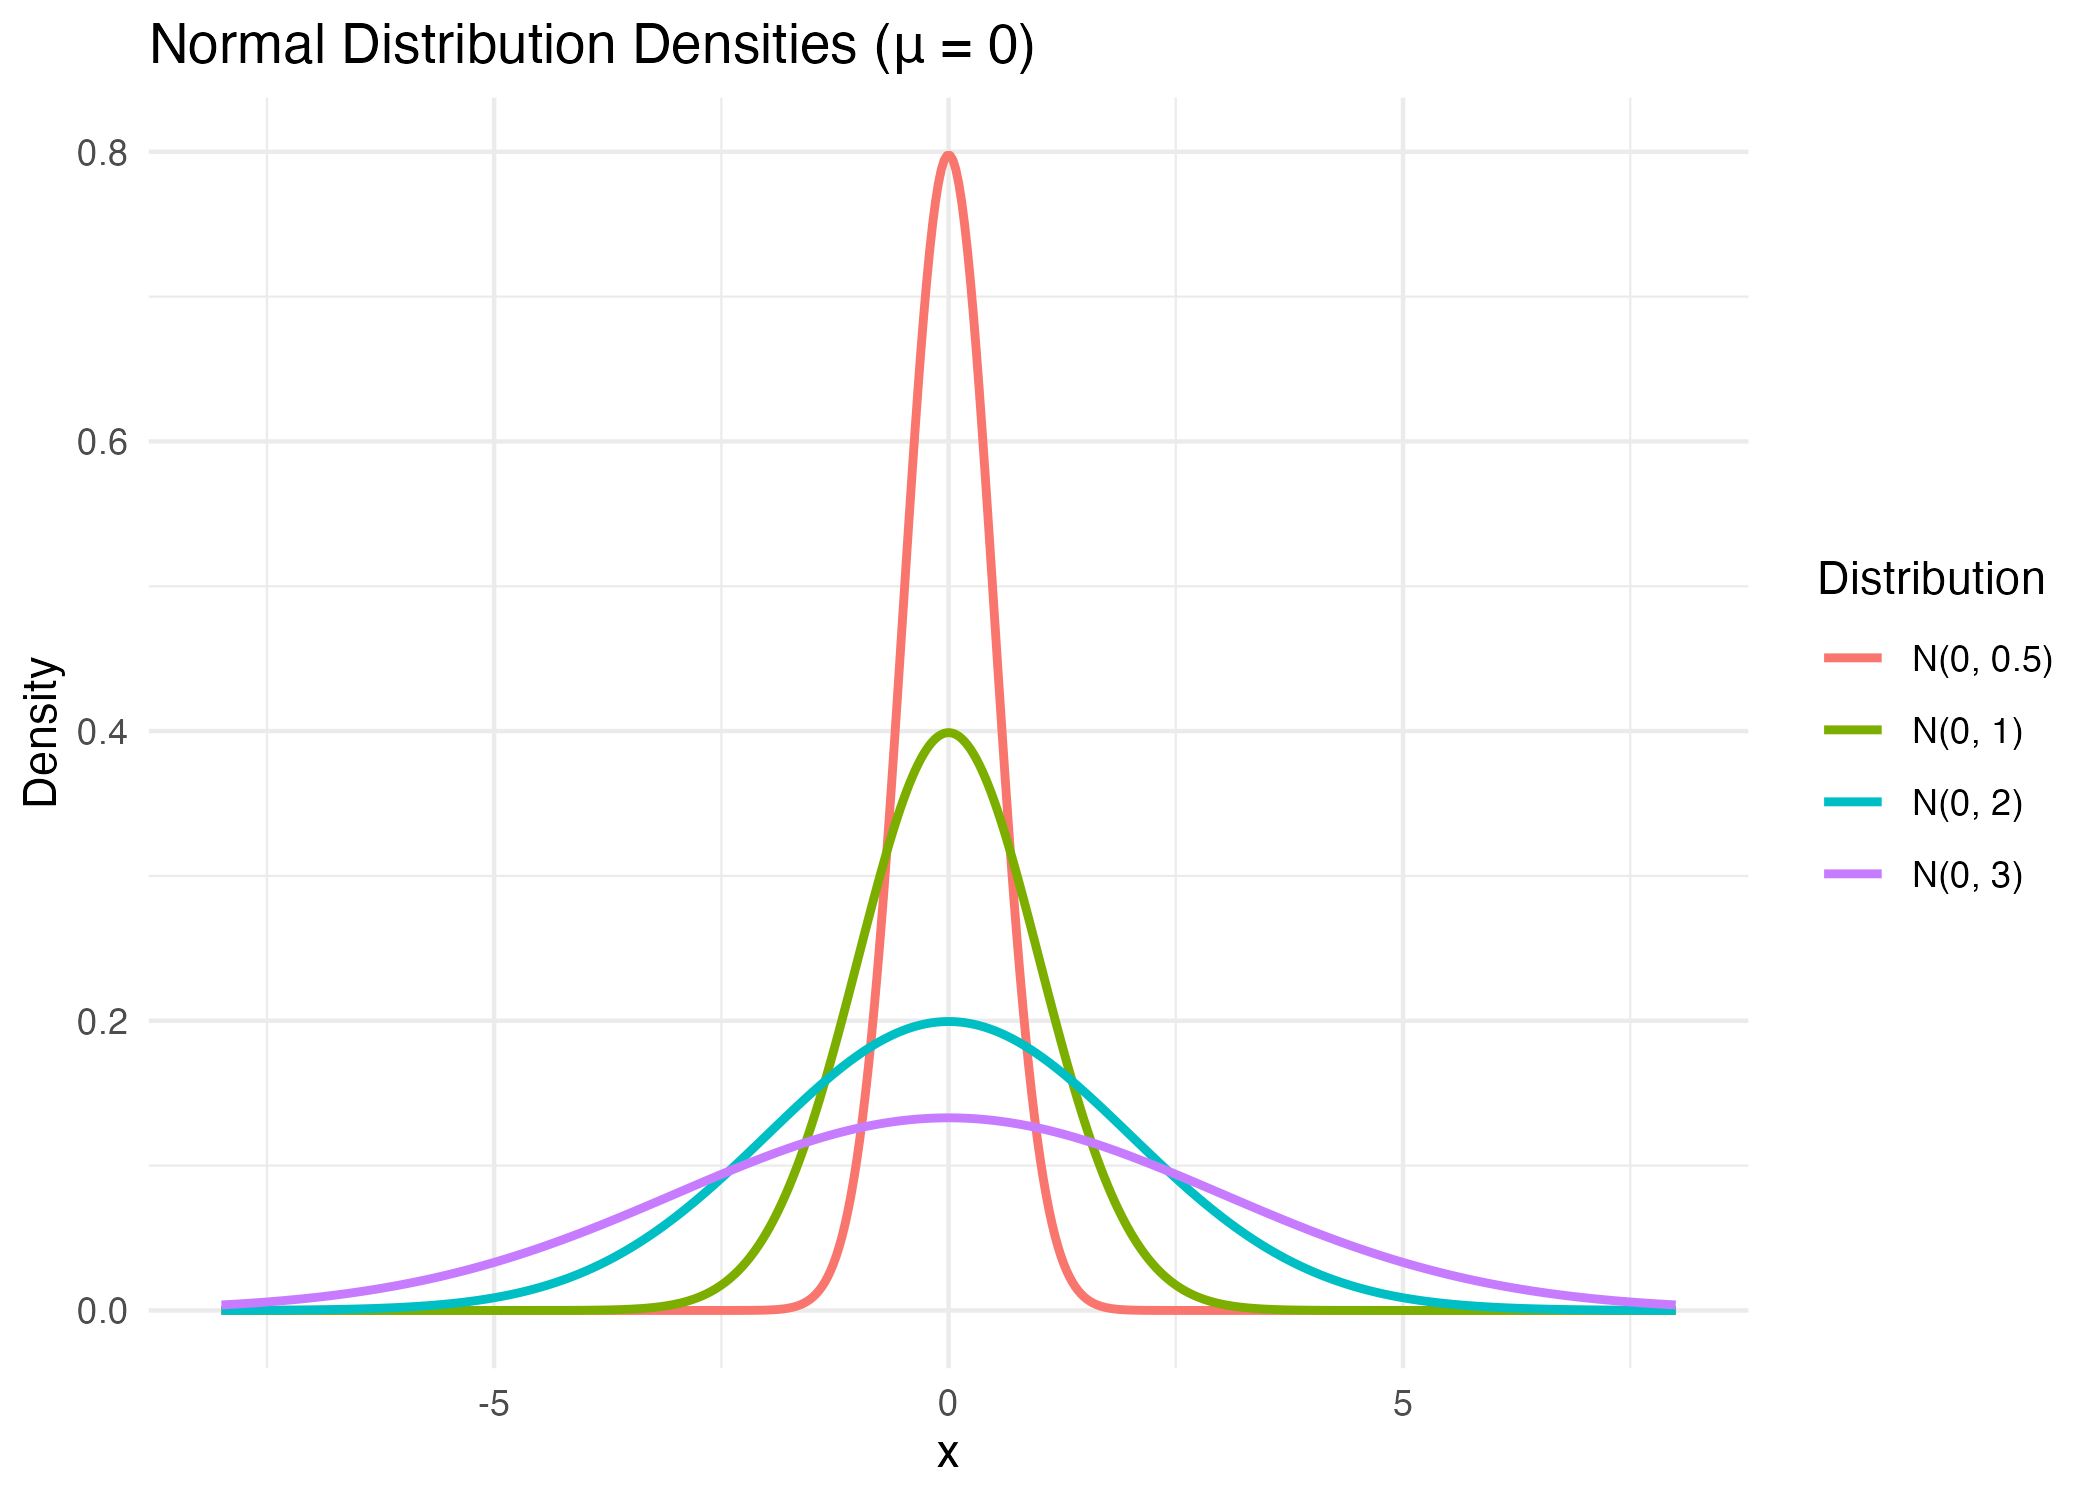 Normal Distribution Densities (μ = 0)
0.8
0.6
0.4
0.2
0.0
Density
-5 0 5
x
Distribution
N(0, 0.5)
N(0, 1)
N(0, 2)
N(0, 3)